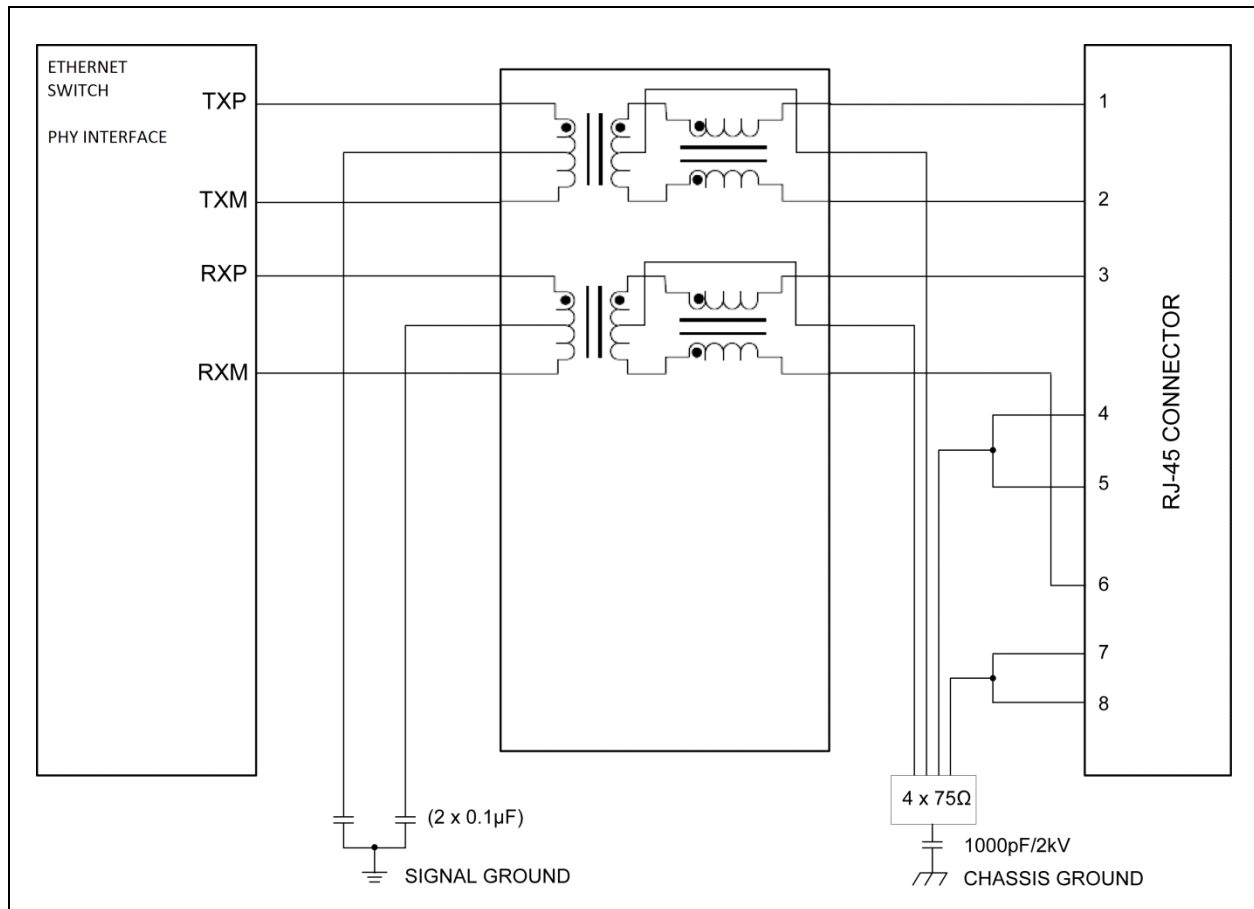 ETHERNET
SWITCH
PHY INTERFACE
TXP
TXM
RXP
RXM
1
2
3
4
5
6
7
8
RJ-45 CONNECTOR
(2 x 0.1µF)
SIGNAL GROUND
4 x 75Ω
1000pF/2kV
CHASSIS GROUND